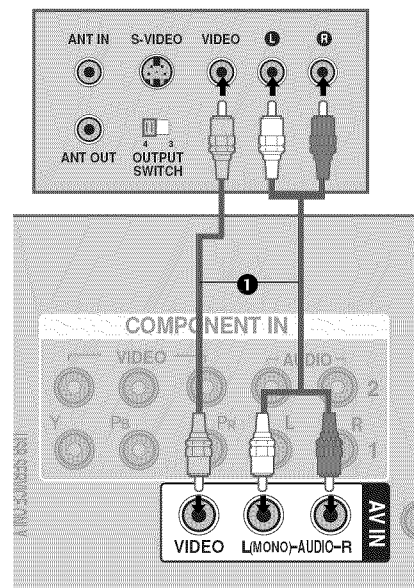 ANT IN S-VIDEO VIDEO L R
ANT OUT
4 3
OUTPUT
SWITCH
1
COMPONENT IN
VIDEO AUDIO
2
Y PB PR L R
1
VIDEO L(MONO)-AUDIO-R
AV IN